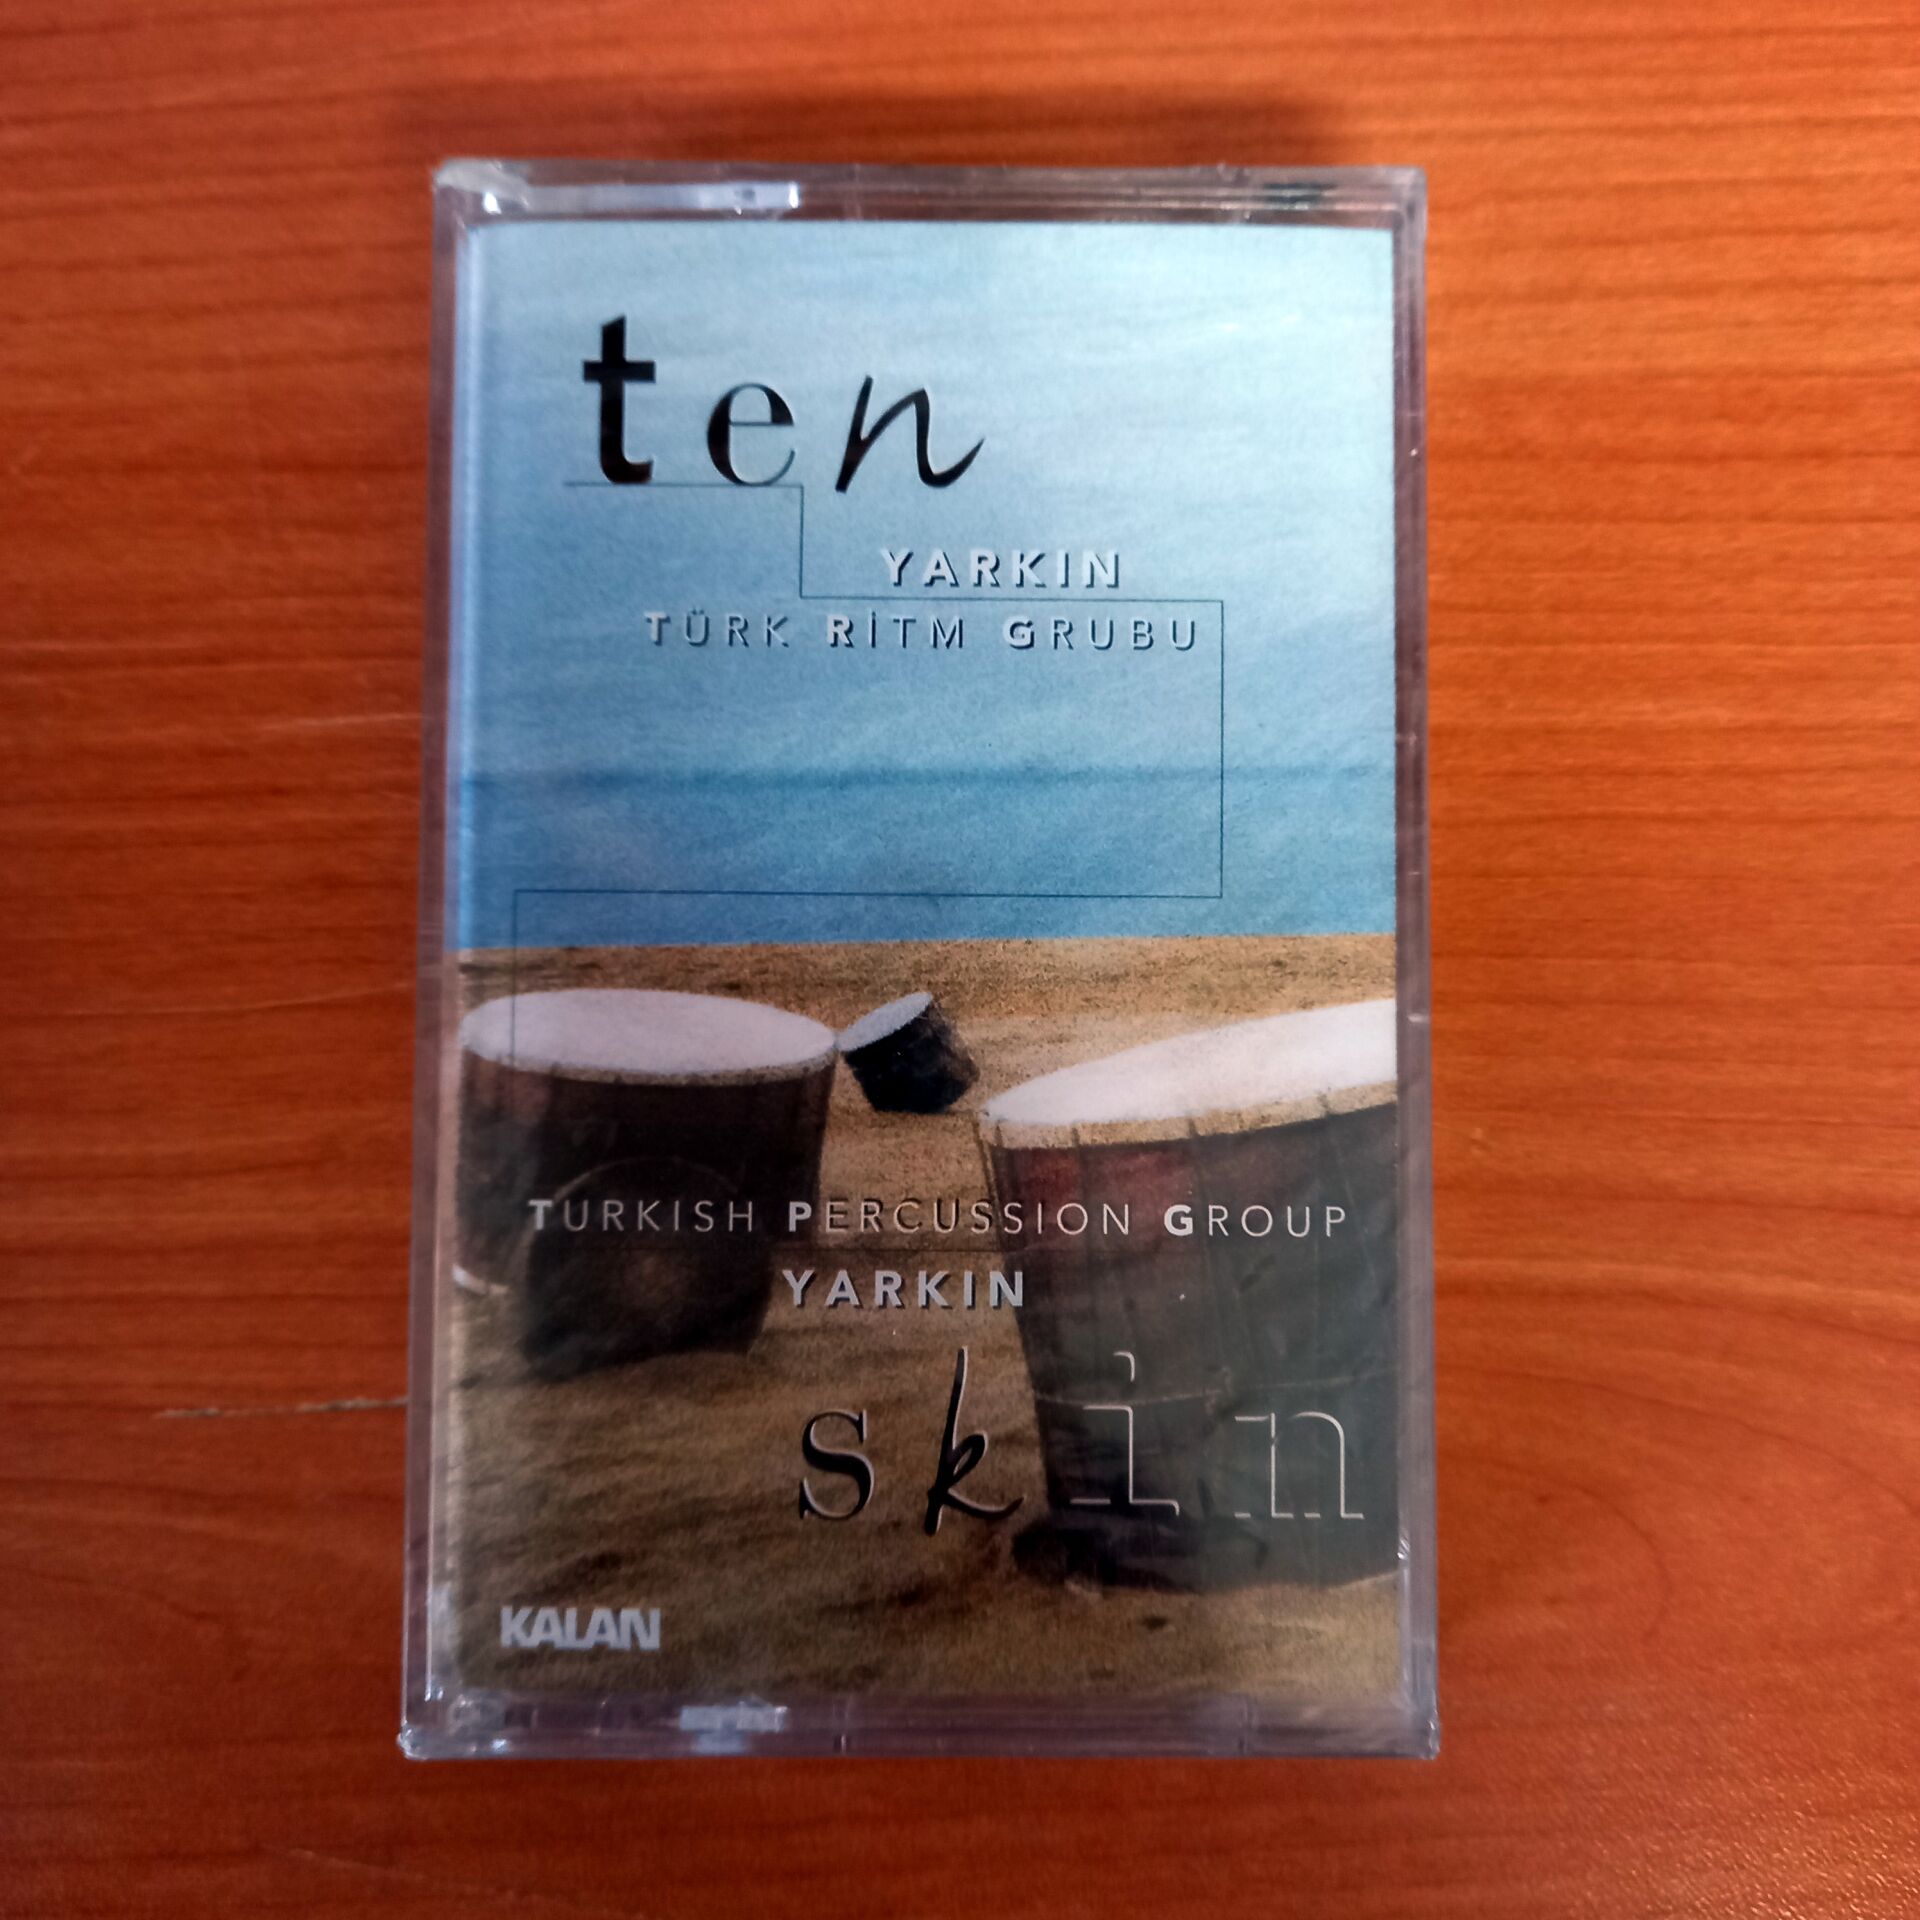 ten
YARKIN
TÜRK RİTM GRUBU
TURKISH PERCUSSION GROUP
YARKIN
skin
KALAN